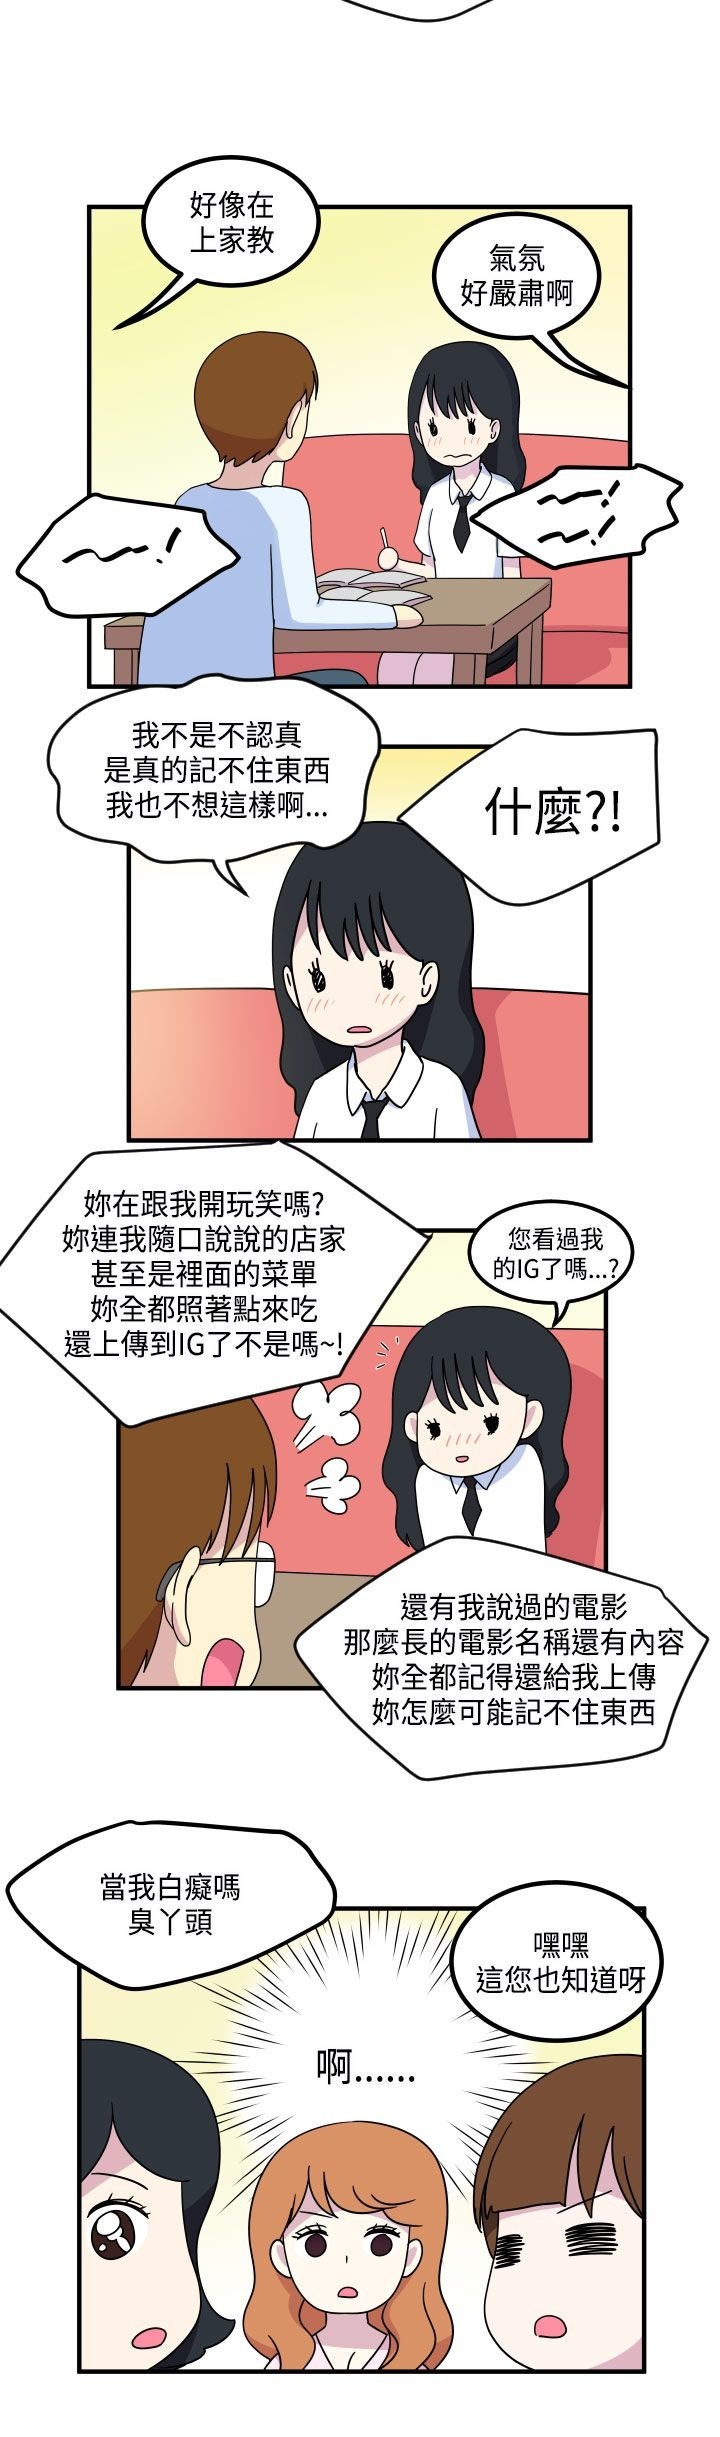 好像在
上家教
氣氛
好嚴肅啊
~~!
~~!
~~!
我不是不認真
是真的記不住東西
我也不想這樣啊...
什麼?!
妳在跟我開玩笑嗎?
妳連我隨口說說的店家
甚至是裡面的菜單
妳全都照著點來吃
還上傳到IG了不是嗎~!
您看過我
的IG了嗎...?
還有我說過的電影
那麼長的電影名稱還有內容
妳全都記得還給我上傳
妳怎麼可能記不住東西
當我白癡嗎
臭丫頭
嘿嘿
這您也知道呀
啊......